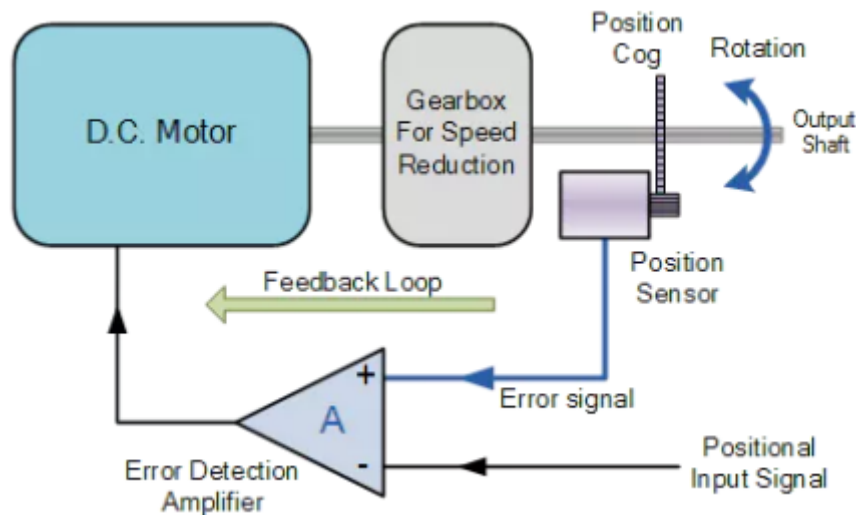 D.C. Motor
Gearbox
For Speed
Reduction
Position
Cog
Rotation
Output
Shaft
Position
Sensor
Feedback Loop
+
A
-
Error signal
Error Detection
Amplifier
Positional
Input Signal